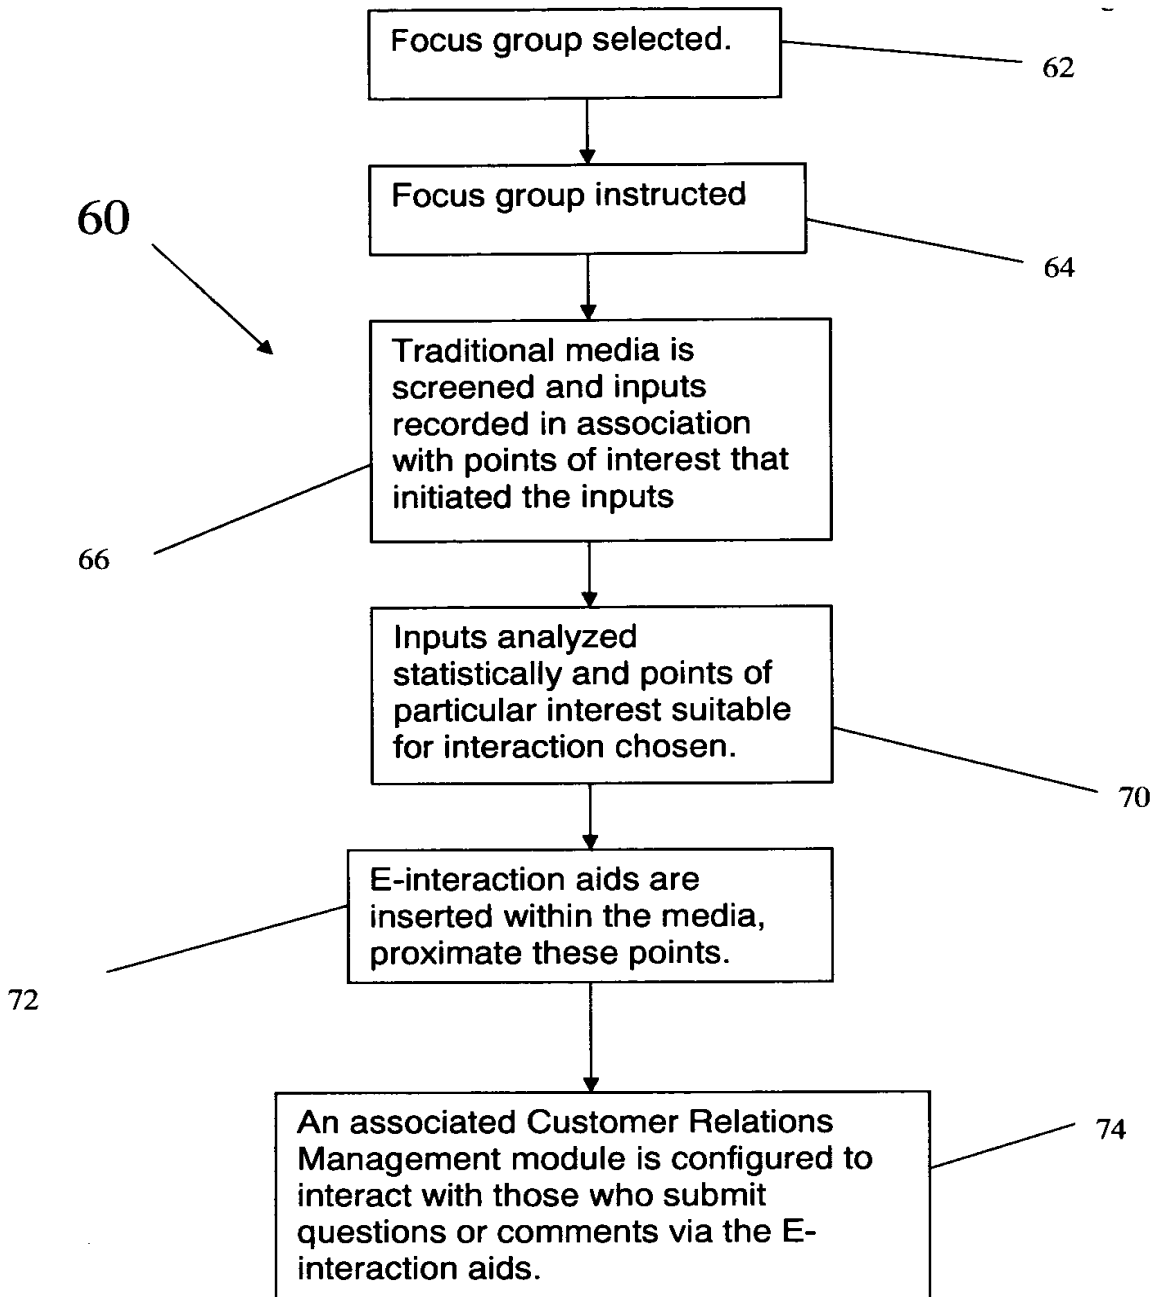 Focus group selected.
62
Focus group instructed
60
64
Traditional media is
screened and inputs
recorded in association
with points of interest that
initiated the inputs
66
Inputs analyzed
statistically and points of
particular interest suitable
for interaction chosen.
70
E-interaction aids are
inserted within the media,
proximate these points.
72
An associated Customer Relations
Management module is configured to
interact with those who submit
questions or comments via the E-
interaction aids.
74